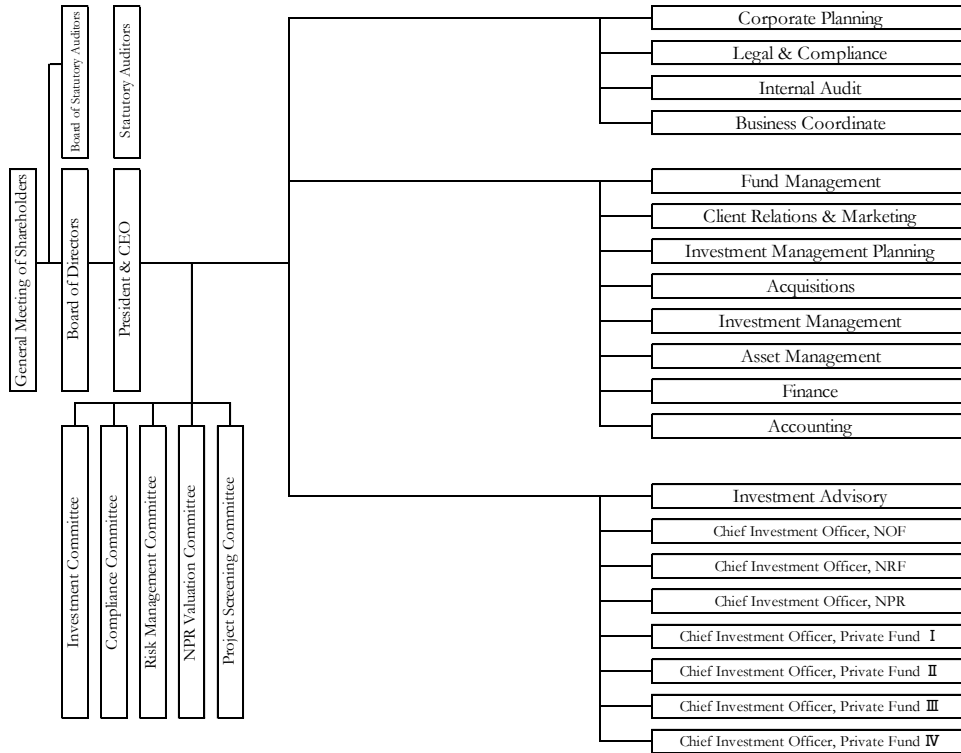 General Meeting of Shareholders
Board of Statutory Auditors
Statutory Auditors
Board of Directors
President & CEO
Investment Committee
Compliance Committee
Risk Management Committee
NPR Valuation Committee
Project Screening Committee
Corporate Planning
Legal & Compliance
Internal Audit
Business Coordinate
Fund Management
Client Relations & Marketing
Investment Management Planning
Acquisitions
Investment Management
Asset Management
Finance
Accounting
Investment Advisory
Chief Investment Officer, NOF
Chief Investment Officer, NRF
Chief Investment Officer, NPR
Chief Investment Officer, Private Fund Ⅰ
Chief Investment Officer, Private Fund Ⅱ
Chief Investment Officer, Private Fund Ⅲ
Chief Investment Officer, Private Fund Ⅳ